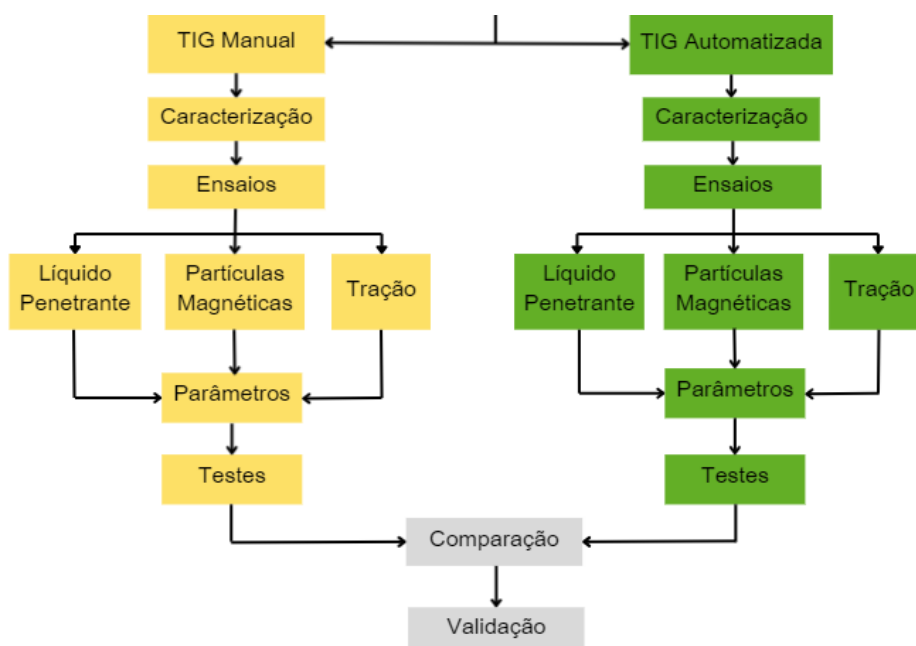 TIG Manual
TIG Automatizada
Caracterização
Caracterização
Ensaios
Ensaios
Líquido
Penetrante
Partículas
Magnéticas
Tração
Líquido
Penetrante
Partículas
Magnéticas
Tração
Parâmetros
Parâmetros
Testes
Testes
Comparação
Validação